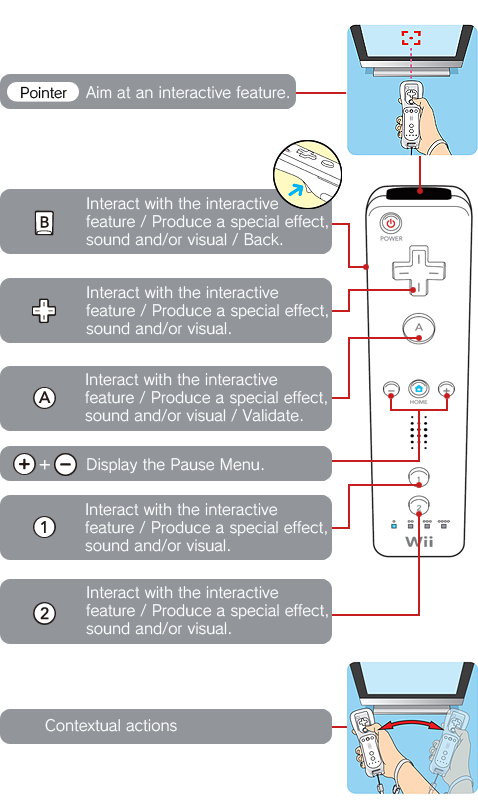 Pointer Aim at an interactive feature.
B
Interact with the interactive
feature / Produce a special effect,
sound and/or visual / Back.
POWER
Interact with the interactive
feature / Produce a special effect,
sound and/or visual.
A
A
Interact with the interactive
feature / Produce a special effect,
sound and/or visual / Validate.
− +
HOME
+ + − Display the Pause Menu.
1
1
Interact with the interactive
feature / Produce a special effect,
sound and/or visual.
2
Wii
2
Interact with the interactive
feature / Produce a special effect,
sound and/or visual.
Contextual actions